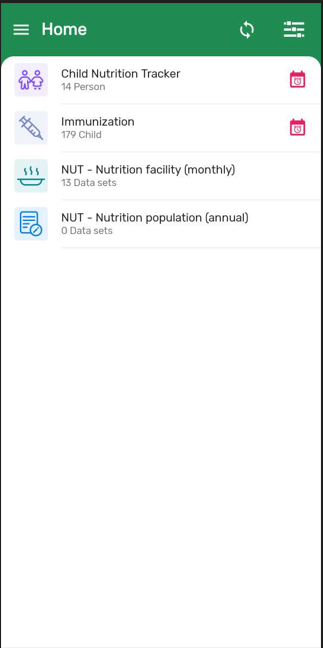 Home
Child Nutrition Tracker
14 Person
Immunization
179 Child
NUT - Nutrition facility (monthly)
13 Data sets
NUT - Nutrition population (annual)
0 Data sets